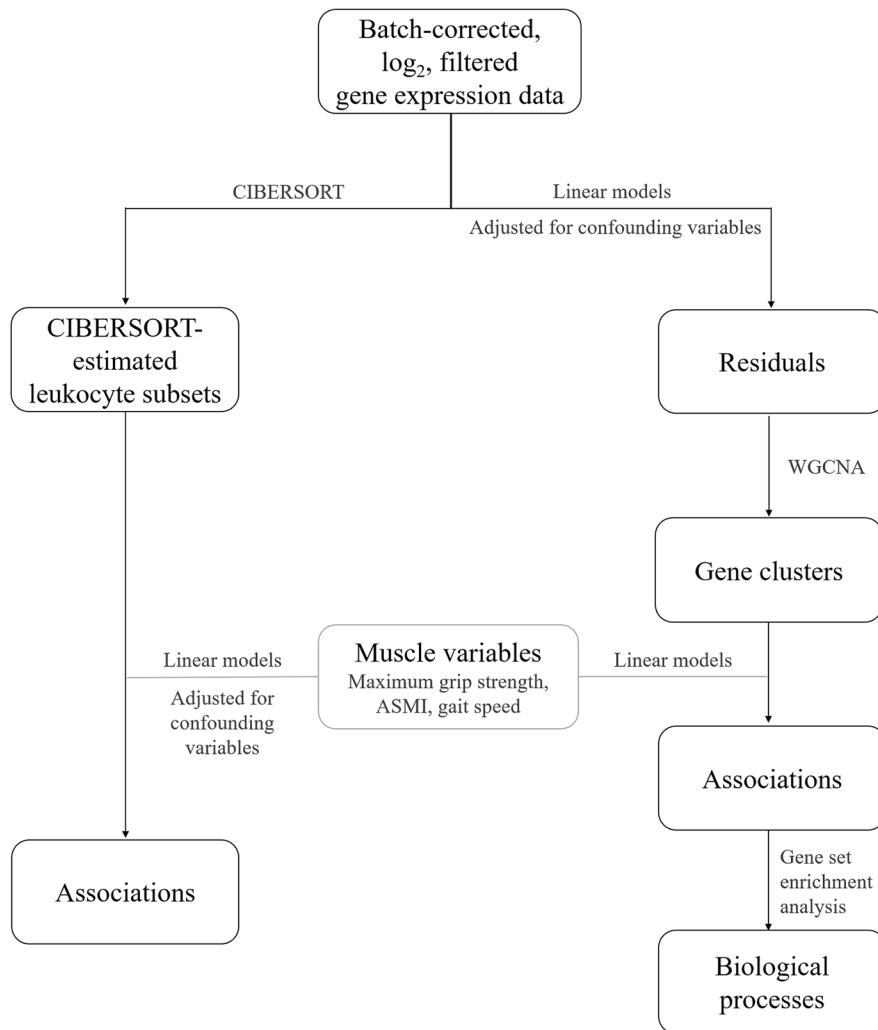 Batch-corrected,
log₂, filtered
gene expression data
CIBERSORT
Linear models
Adjusted for confounding variables
CIBERSORT-
estimated
leukocyte subsets
Residuals
WGCNA
Gene clusters
Linear models
Adjusted for
confounding
variables
Muscle variables
Maximum grip strength,
ASMI, gait speed
Linear models
Associations
Associations
Gene set
enrichment
analysis
Biological
processes